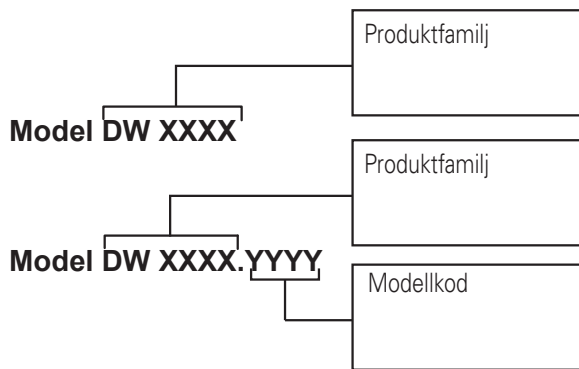 Produktfamilj
Model DW XXXX
Produktfamilj
Model DW XXXX.YYYY
Modellkod